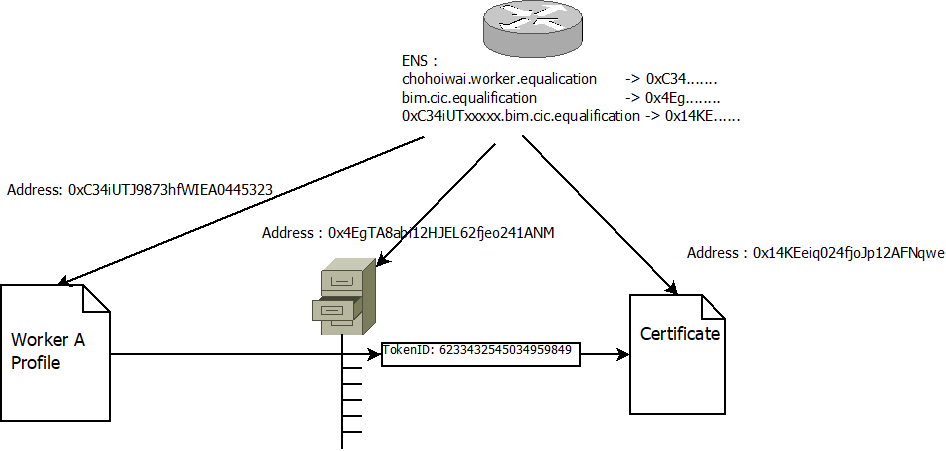 ENS :
chohoiwai.worker.equalication -> 0xC34.......
bim.cic.equalification -> 0x4Eg........
0xC34iUTxxxxx.bim.cic.equalification -> 0x14KE......
Address: 0xC34iUTJ9873hfWIEA0445323
Address : 0x4EgTA8abi12HJEL62fjeo241ANM
Address : 0x14KEeiq024fjoJp12AFNqwe
Worker A
Profile
TokenID: 6233432545034959849
Certificate